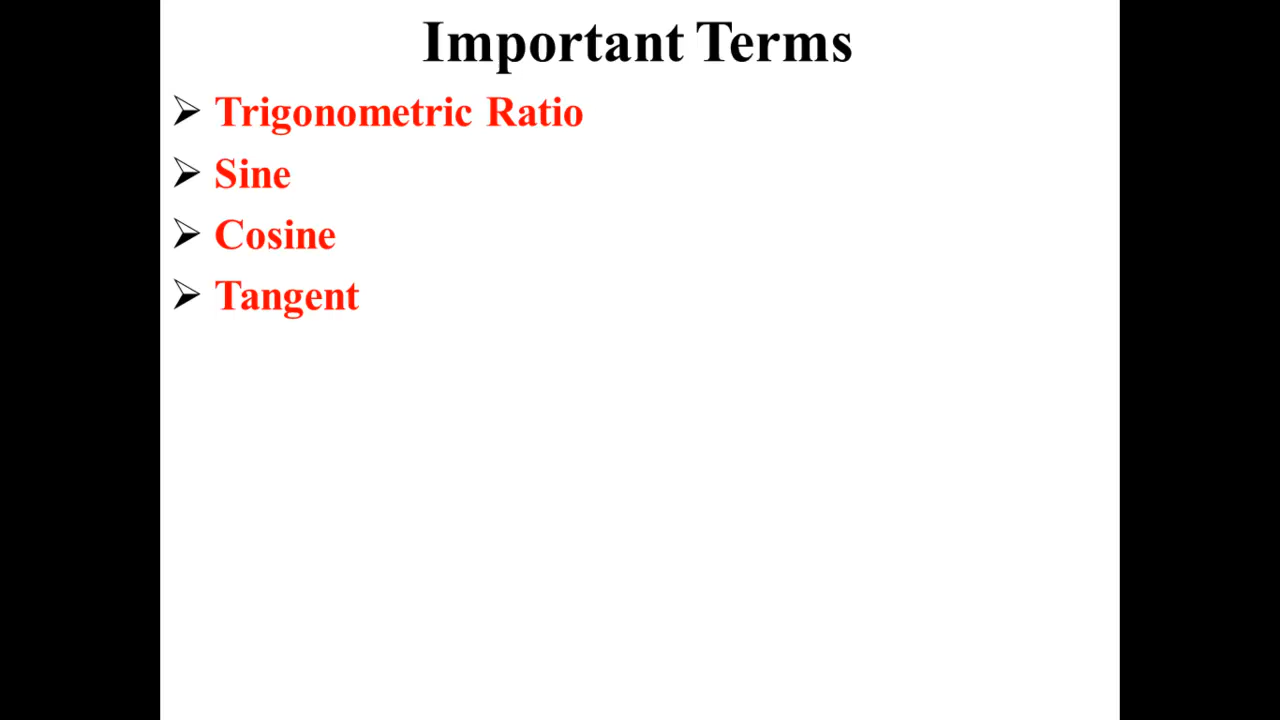 Important Terms
Trigonometric Ratio
Sine
Cosine
Tangent